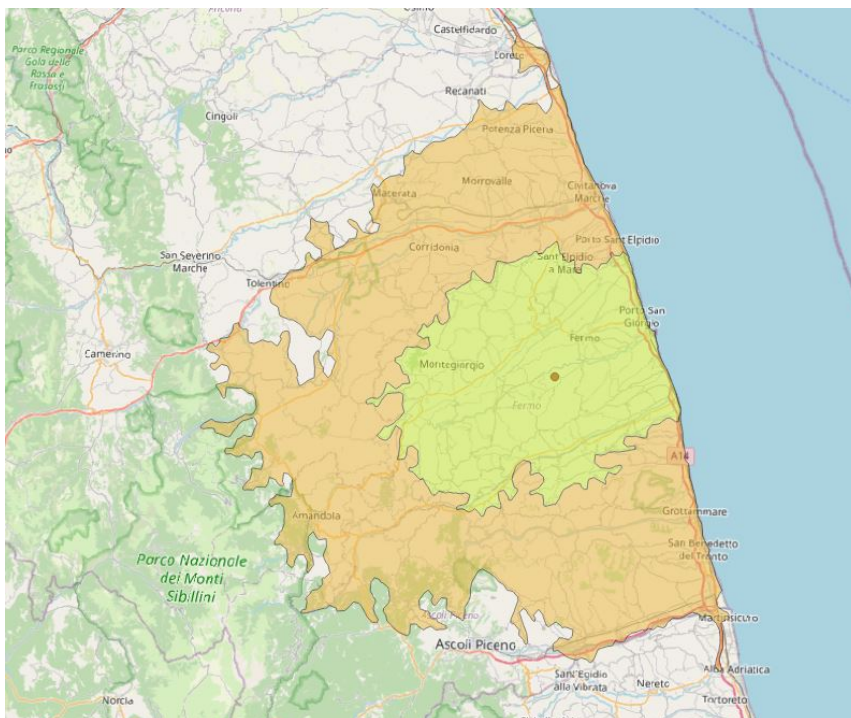 Castelfidardo
Parco Regionale
Gola della
Rossa e
Frasassi
Loreto
Recanati
Cingoli
Potenza Picena
Morrovalle
Macerata
Civitanova
Marche
Corridonia
Porto Sant'Elpidio
San Severino
Marche
Sant'Elpidio
a Mare
Tolentino
Porto San
Giorgio
Fermo
Camerino
Montegiorgio
Fermo
A14
Amandola
Grottammare
San Benedetto
del Tronto
Parco Nazionale
dei Monti
Sibillini
Ascoli Piceno
Martinsicuro
Ascoli Piceno
Alba Adriatica
Sant'Egidio
alla Vibrata
Nereto
Norcia
Tortoreto